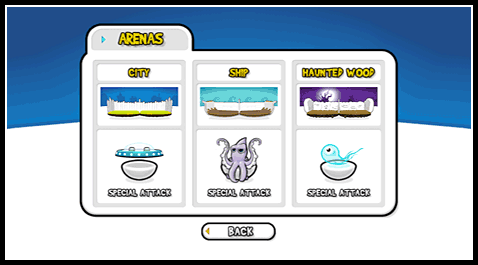 ARENAS
CITY
SHIP
HAUNTED WOOD
SPECIAL ATTACK
SPECIAL ATTACK
SPECIAL ATTACK
BACK